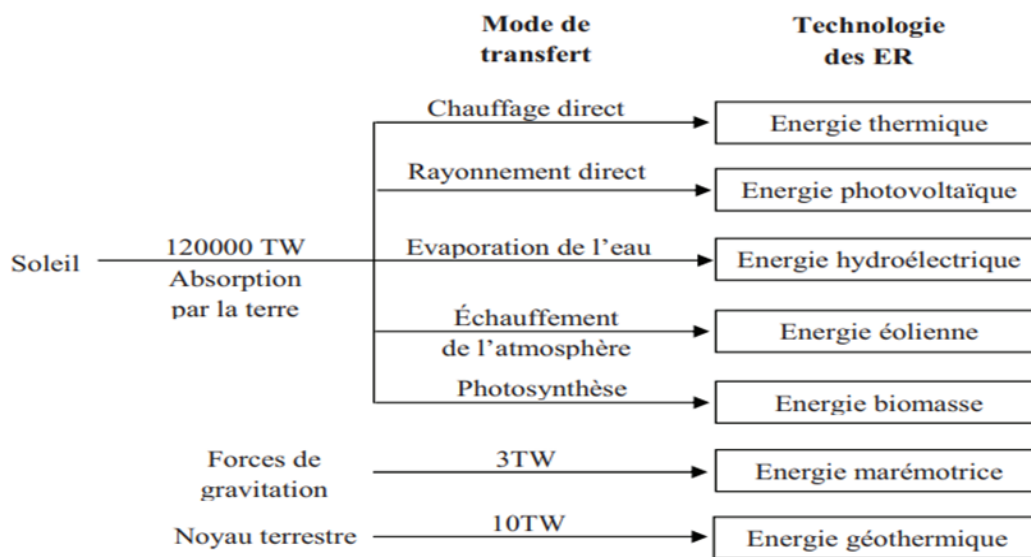 Mode de
transfert
Technologie
des ER
Chauffage direct
Energie thermique
Rayonnement direct
Energie photovoltaïque
Soleil
120000 TW
Absorption
par la terre
Evaporation de l'eau
Energie hydroélectrique
Échauffement
de l'atmosphère
Energie éolienne
Photosynthèse
Energie biomasse
Forces de
gravitation
3TW
Energie marémotrice
Noyau terrestre
10TW
Energie géothermique